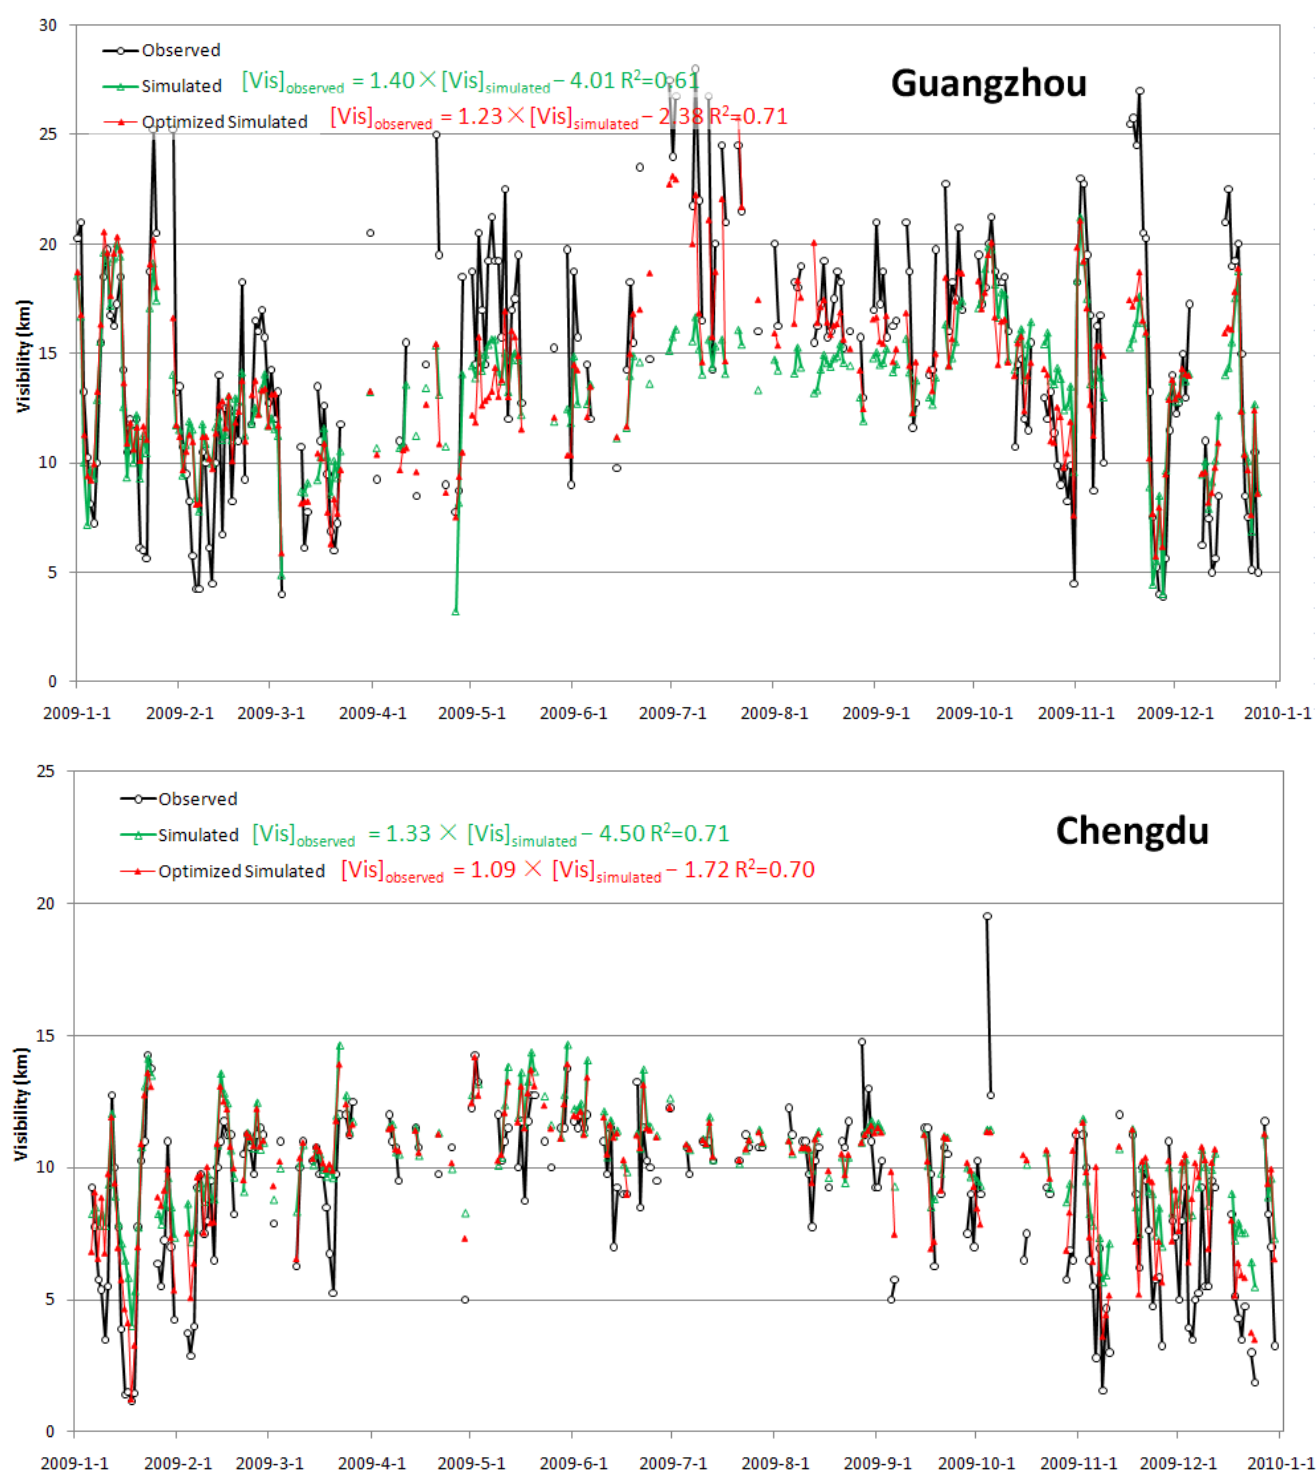 30
Observed
Simulated [Vis]observed = 1.40 × [Vis]simulated − 4.01 R²=0.61
Guangzhou
Optimized Simulated [Vis]observed = 1.23 × [Vis]simulated − 2.38 R²=0.71
25
20
15
10
5
0
Visibility (km)
2009-1-1 2009-2-1 2009-3-1 2009-4-1 2009-5-1 2009-6-1 2009-7-1 2009-8-1 2009-9-1 2009-10-1 2009-11-1 2009-12-1 2010-1-1
25
Observed
Simulated [Vis]observed = 1.33 × [Vis]simulated − 4.50 R²=0.71
Chengdu
Optimized Simulated [Vis]observed = 1.09 × [Vis]simulated − 1.72 R²=0.70
20
15
10
5
0
Visibility (km)
2009-1-1 2009-2-1 2009-3-1 2009-4-1 2009-5-1 2009-6-1 2009-7-1 2009-8-1 2009-9-1 2009-10-1 2009-11-1 2009-12-1 2010-1-1